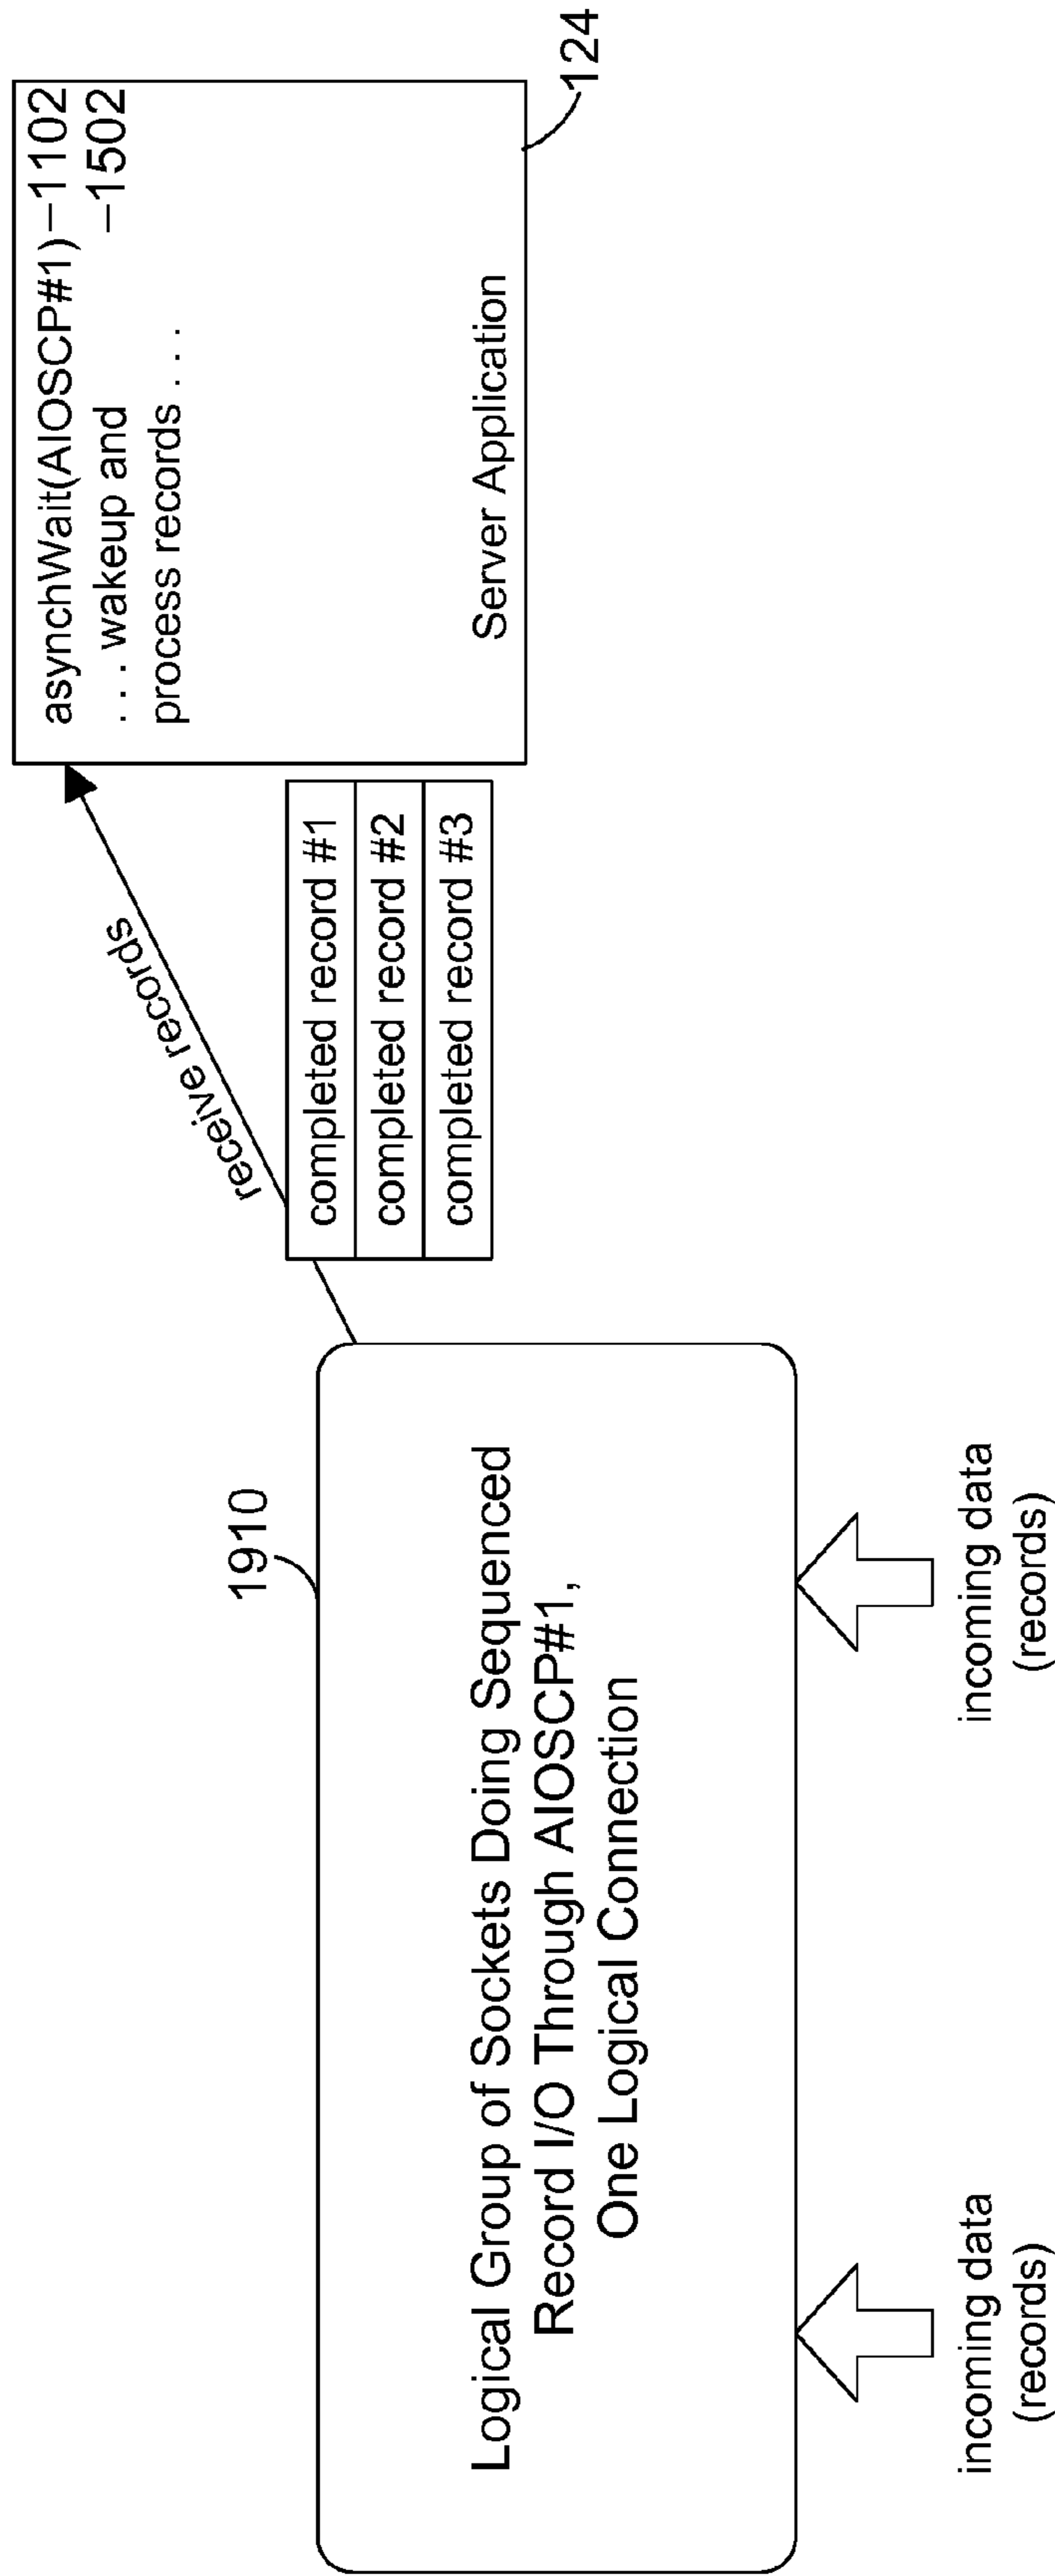 asynchWait(AIOSCP#1)–1102
. . . wakeup and –1502
process records . . .
Server Application
124
receive records
completed record #1
completed record #2
completed record #3
1910
Logical Group of Sockets Doing Sequenced
Record I/O Through AIOSCP#1,
One Logical Connection
incoming data
(records)
incoming data
(records)